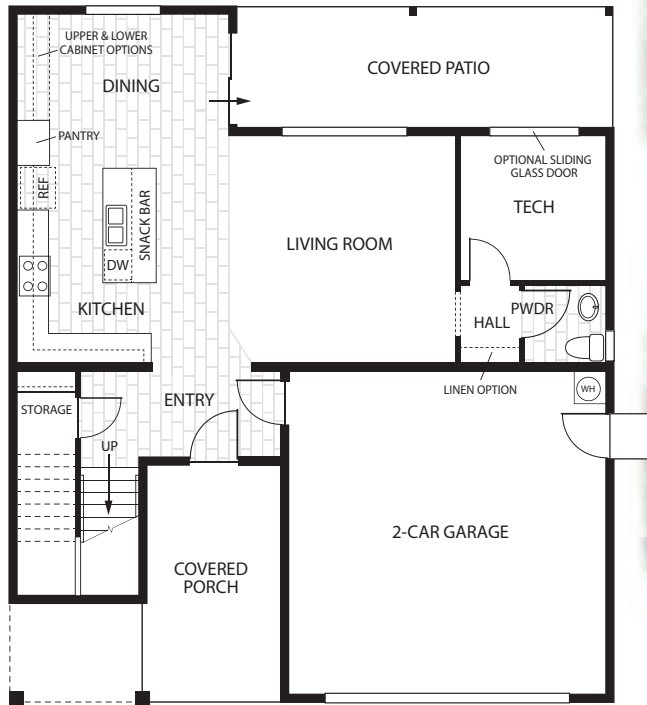 UPPER & LOWER
CABINET OPTIONS
DINING
COVERED PATIO
PANTRY
OPTIONAL SLIDING
GLASS DOOR
REF
SNACK BAR
TECH
LIVING ROOM
DW
KITCHEN
HALL
PWDR
LINEN OPTION
WH
ENTRY
STORAGE
UP
2-CAR GARAGE
COVERED
PORCH